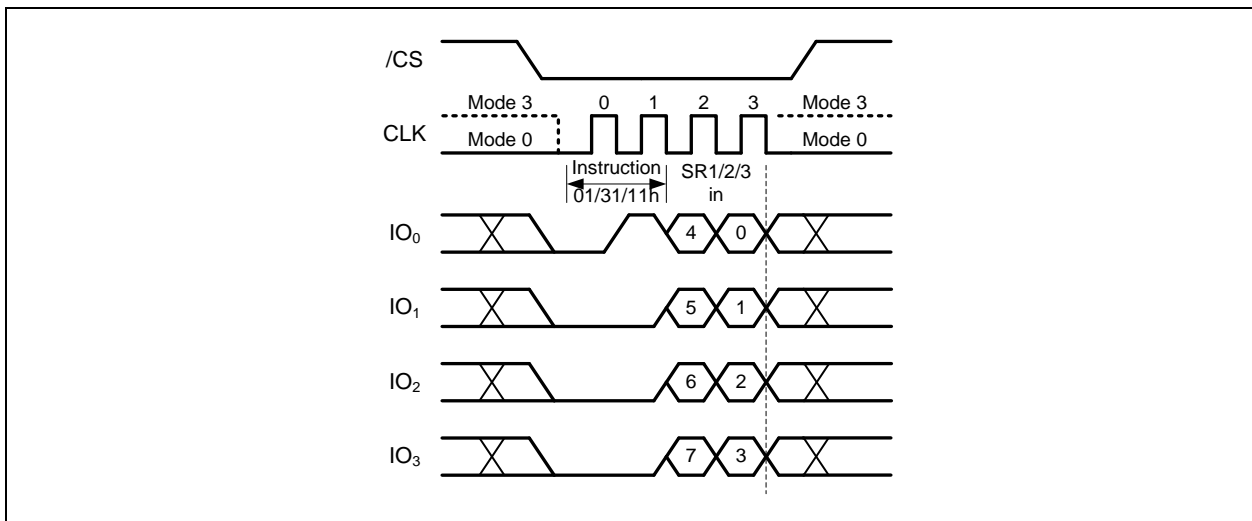 /CS
Mode 3 0 1 2 3 Mode 3
CLK
Mode 0 Mode 0
Instruction SR1/2/3
01/31/11h in
IO0 4 0
IO1 5 1
IO2 6 2
IO3 7 3